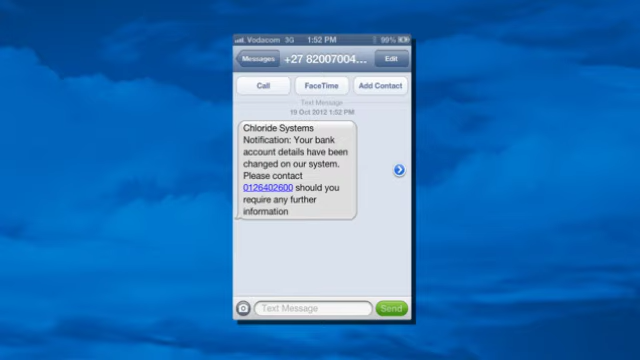 Vodacom 3G 1:52 PM 99%
Messages +27 82007004... Edit
Call FaceTime Add Contact
Text Message
19 Oct 2012 1:52 PM
Chloride Systems
Notification: Your bank
account details have been
changed on our system.
Please contact
0126402600 should you
require any further
information
Text Message Send